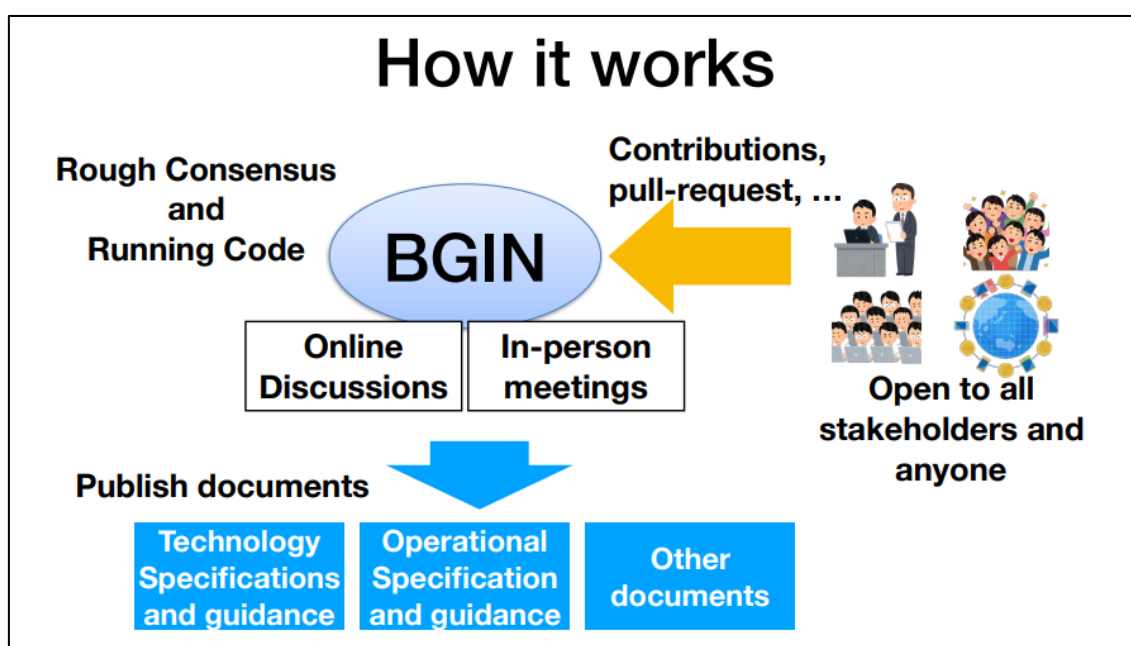 How it works
Rough Consensus
and
Running Code
BGIN
Contributions,
pull-request, ...
Online
Discussions
In-person
meetings
Open to all
stakeholders and
anyone
Publish documents
Technology
Specifications
and guidance
Operational
Specification
and guidance
Other
documents